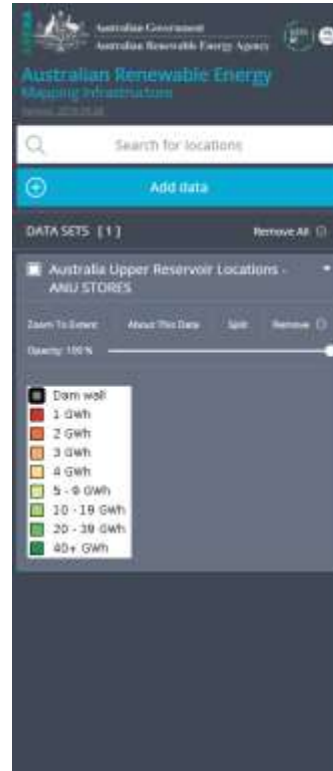 Australian Government
Australian Renewable Energy Agency
Australian Renewable Energy
Mapping Infrastructure
Search for locations
Add data
DATA SETS [1]
Remove All
Australia Upper Reservoir Locations -
ANU STORES
Zoom To Extent About This Data Split Remove
Opacity: 100 %
Dam wall
1 GWh
2 GWh
3 GWh
4 GWh
5 - 9 GWh
10 - 19 GWh
20 - 39 GWh
40+ GWh